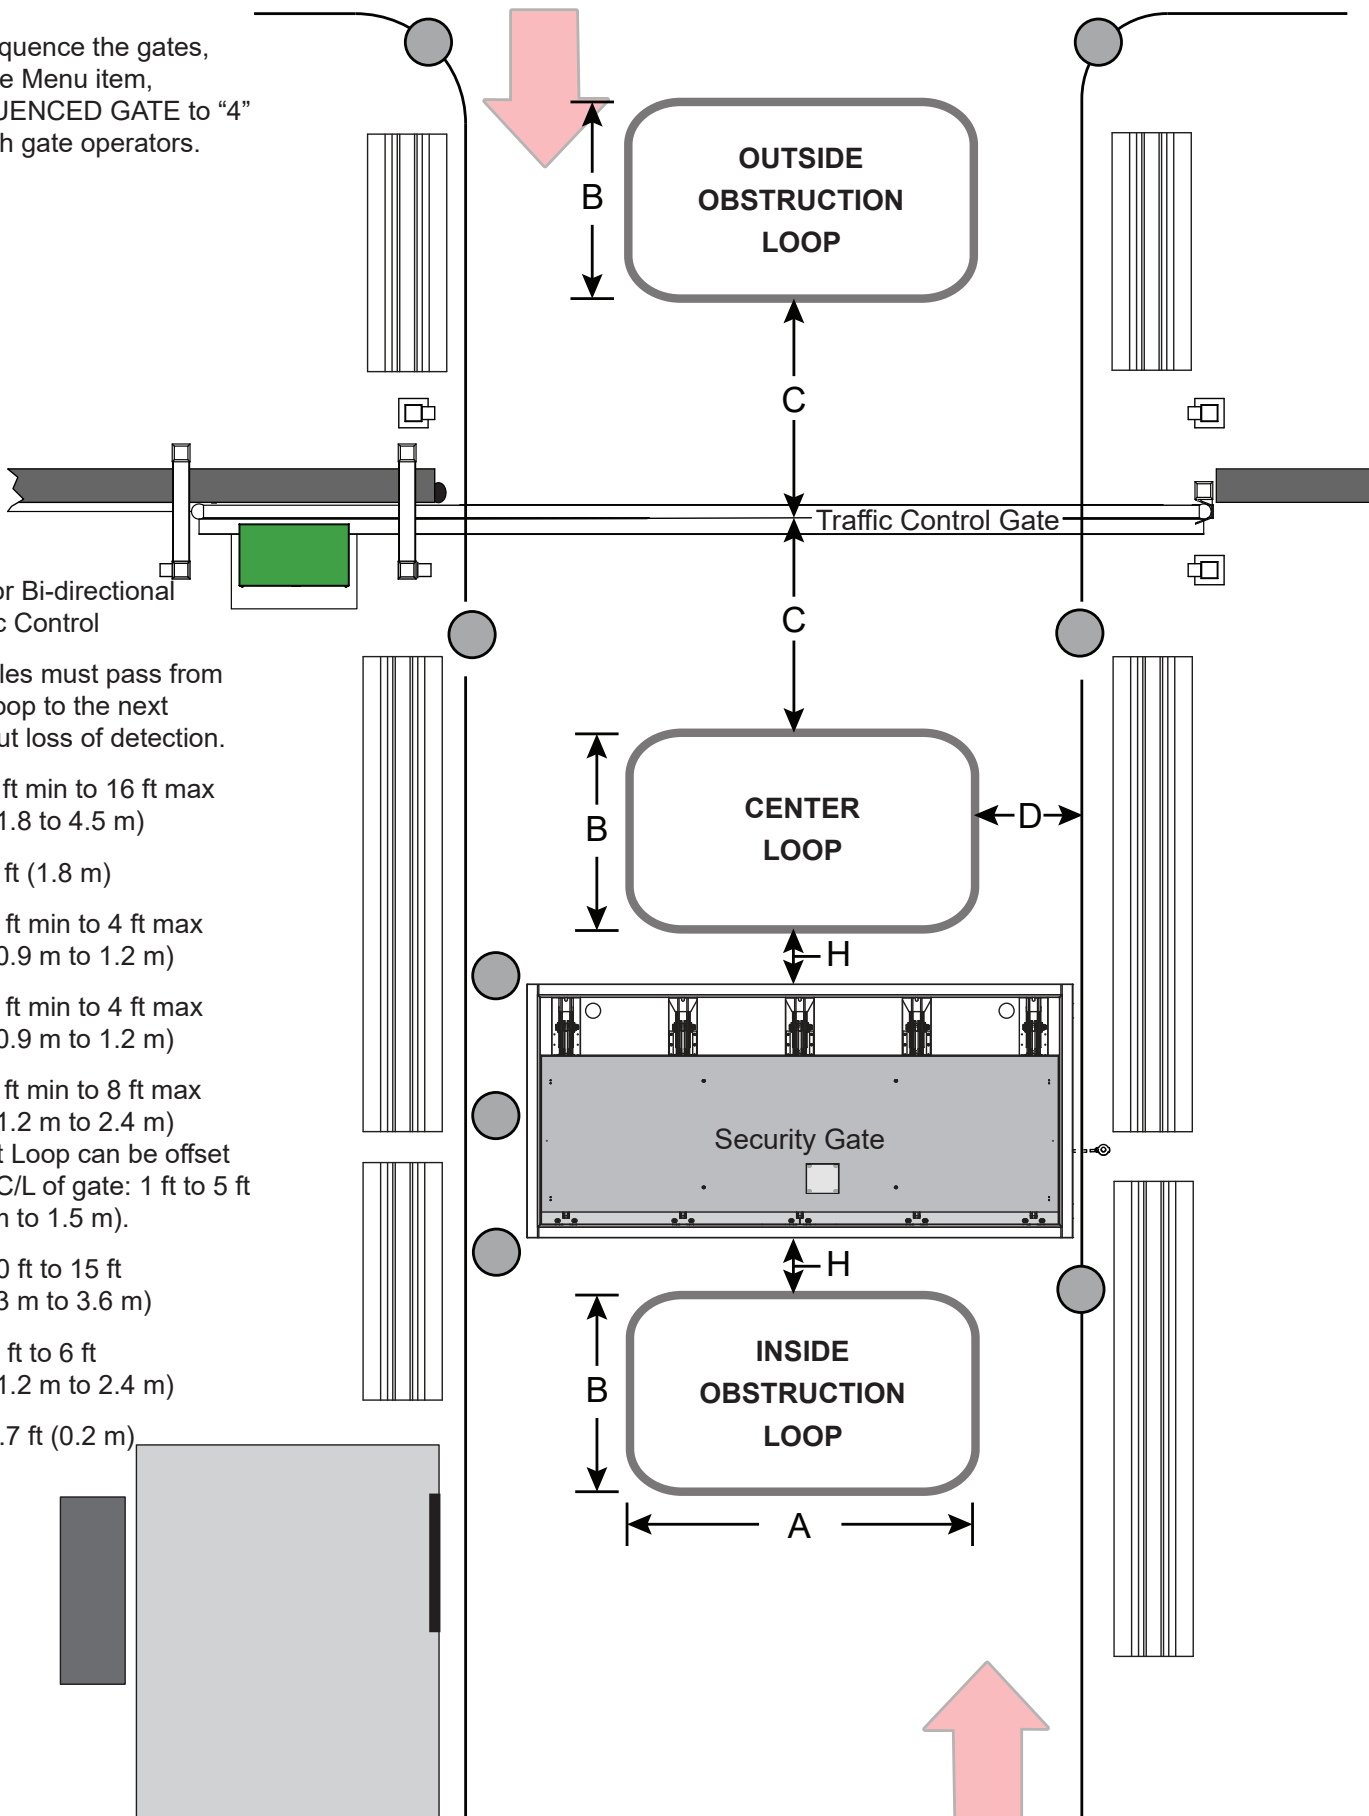 quence the gates,
e Menu item,
UENCED GATE to “4”
h gate operators.
OUTSIDE
OBSTRUCTION
LOOP
B
C
Traffic Control Gate
or Bi-directional
c Control
C
les must pass from
oop to the next
ut loss of detection.
ft min to 16 ft max
1.8 to 4.5 m)
ft (1.8 m)
ft min to 4 ft max
0.9 m to 1.2 m)
ft min to 4 ft max
0.9 m to 1.2 m)
ft min to 8 ft max
1.2 m to 2.4 m)
t Loop can be offset
C/L of gate: 1 ft to 5 ft
m to 1.5 m).
0 ft to 15 ft
3 m to 3.6 m)
ft to 6 ft
1.2 m to 2.4 m)
.7 ft (0.2 m)
CENTER
LOOP
B
D
H
Security Gate
H
INSIDE
OBSTRUCTION
LOOP
B
A